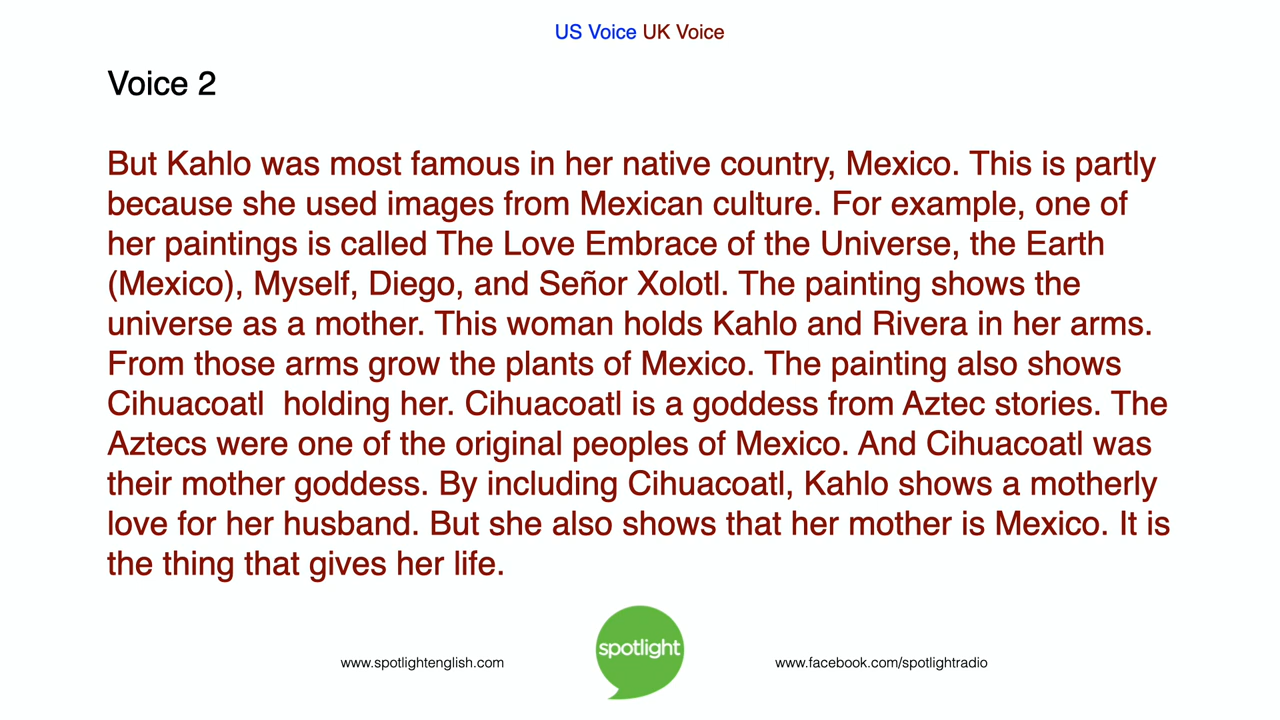 US Voice UK Voice
Voice 2
But Kahlo was most famous in her native country, Mexico. This is partly
because she used images from Mexican culture. For example, one of
her paintings is called The Love Embrace of the Universe, the Earth
(Mexico), Myself, Diego, and Señor Xolotl. The painting shows the
universe as a mother. This woman holds Kahlo and Rivera in her arms.
From those arms grow the plants of Mexico. The painting also shows
Cihuacoatl  holding her. Cihuacoatl is a goddess from Aztec stories. The
Aztecs were one of the original peoples of Mexico. And Cihuacoatl was
their mother goddess. By including Cihuacoatl, Kahlo shows a motherly
love for her husband. But she also shows that her mother is Mexico. It is
the thing that gives her life.
www.spotlightenglish.com
spotlight
www.facebook.com/spotlightradio